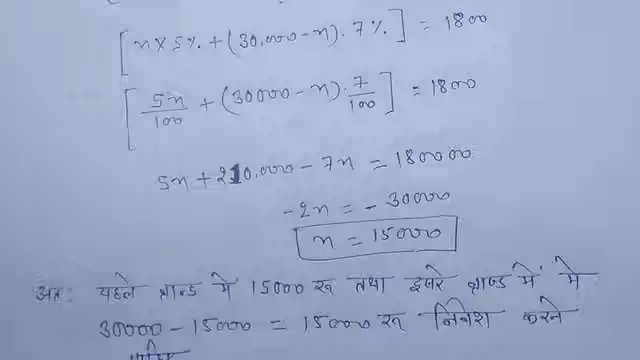 [x × 5% + (30,000 - x). 7%] = 1800
[5x/100 + (30000 - x). 7/100] = 1800
5x + 210,000 - 7x = 180000
-2x = - 30000
x = 15000
अतः पहले बान्ड में 15000 रू तथा दूसरे बाण्ड में मे
30000 - 15000 = 15000 रू निवेश करने